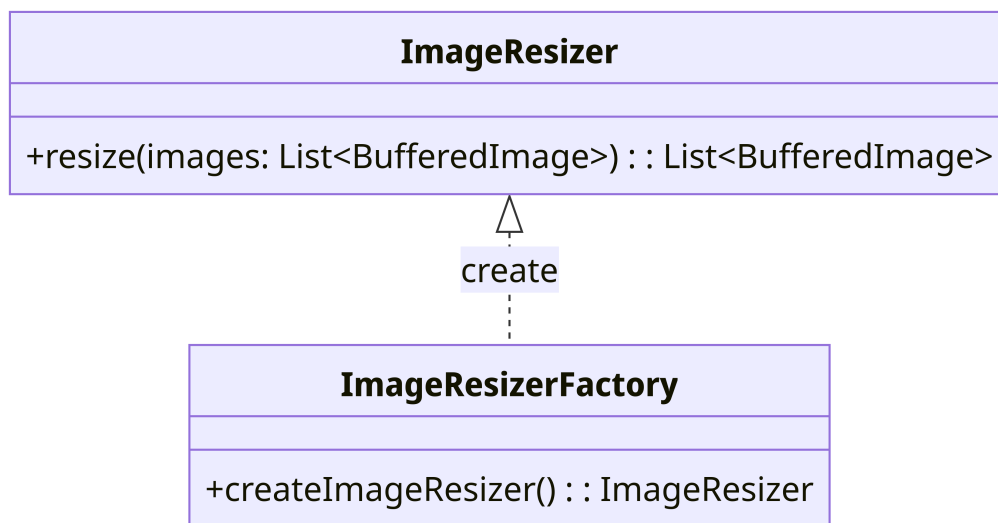 ImageResizer
+resize(images: List<BufferedImage>) : : List<BufferedImage>
create
ImageResizerFactory
+createImageResizer() : : ImageResizer